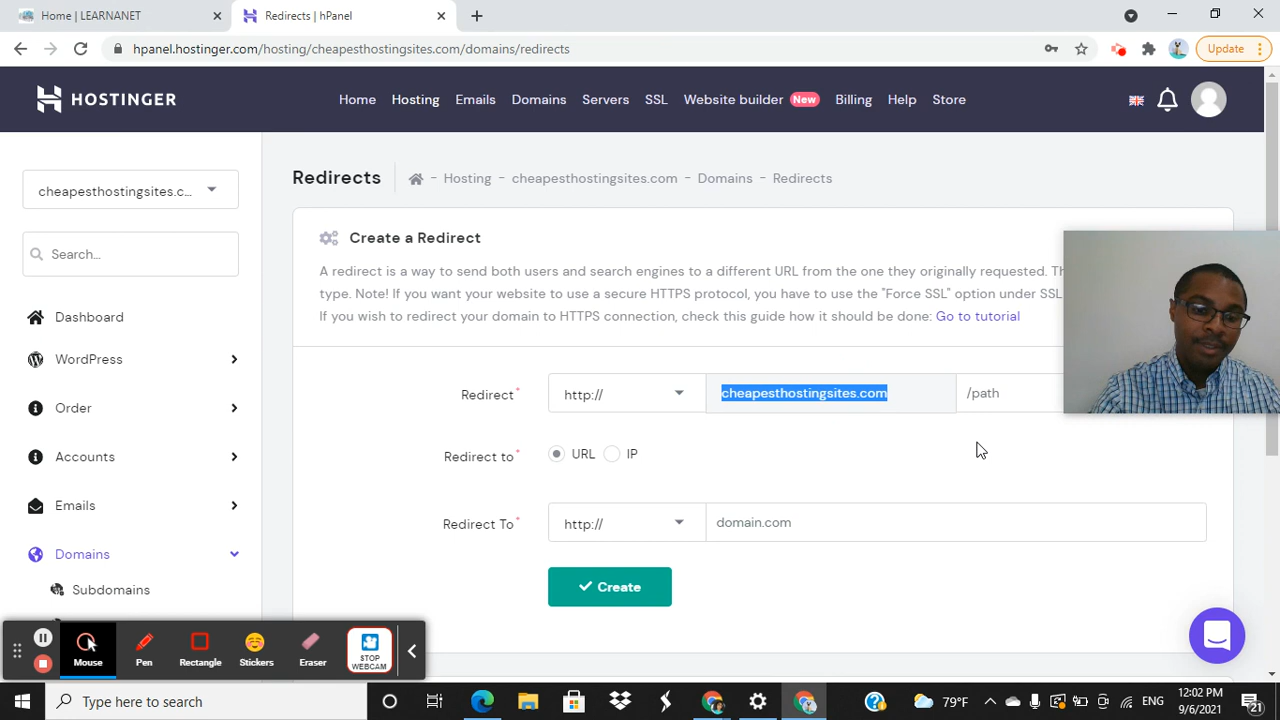 Home | LEARNANET
Redirects | hPanel
hpanel.hostinger.com/hosting/cheapesthostingsites.com/domains/redirects
Update
HOSTINGER
Home Hosting Emails Domains Servers SSL Website builder New Billing Help Store
cheapesthostingsites.c...
Search...
Dashboard
WordPress
Order
Accounts
Emails
Domains
Subdomains
Redirects - Hosting - cheapesthostingsites.com - Domains - Redirects
Create a Redirect
A redirect is a way to send both users and search engines to a different URL from the one they originally requested.
type. Note! If you want your website to use a secure HTTPS protocol, you have to use the "Force SSL" option under SSL
If you wish to redirect your domain to HTTPS connection, check this guide how it should be done: Go to tutorial
Redirect* http:// cheapesthostingsites.com /path
Redirect to* URL IP
Redirect To* http:// domain.com
Create
Mouse Pen Rectangle Stickers Eraser STOP WEBCAM
Type here to search
79°F
ENG
12:02 PM
9/6/2021
21